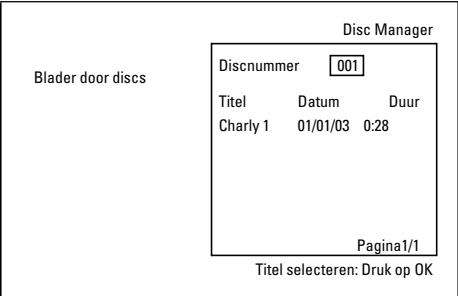 Disc Manager
Blader door discs
Discnummer 001
Titel Datum Duur
Charly 1 01/01/03 0:28
Pagina1/1
Titel selecteren: Druk op OK